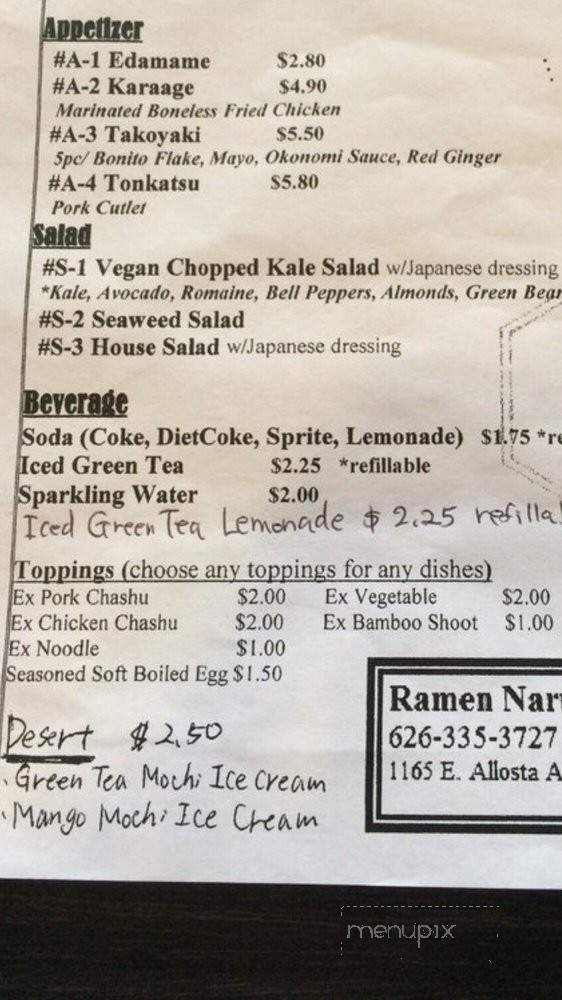 Appetizer
#A-1 Edamame $2.80
#A-2 Karaage $4.90
Marinated Boneless Fried Chicken
#A-3 Takoyaki $5.50
5pc/ Bonito Flake, Mayo, Okonomi Sauce, Red Ginger
#A-4 Tonkatsu $5.80
Pork Cutlet
Salad
#S-1 Vegan Chopped Kale Salad w/Japanese dressing
*Kale, Avocado, Romaine, Bell Peppers, Almonds, Green
#S-2 Seaweed Salad
#S-3 House Salad w/Japanese dressing
Beverage
Soda (Coke, DietCoke, Sprite, Lemonade) $1.75
Iced Green Tea $2.25 *refillable
Sparkling Water $2.00
Iced Green Tea Lemonade $2.25
Toppings (choose any toppings for any dishes)
Ex Pork Chashu $2.00 Ex Vegetable $2.00
Ex Chicken Chashu $2.00 Ex Bamboo Shoot $1.00
Ex Noodle $1.00
Seasoned Soft Boiled Egg $1.50
Desert $2.50
· Green Tea Mochi Ice Cream
· Mango Mochi Ice Cream
Ramen
626-335-3727
1165 E. Allosta
menupix